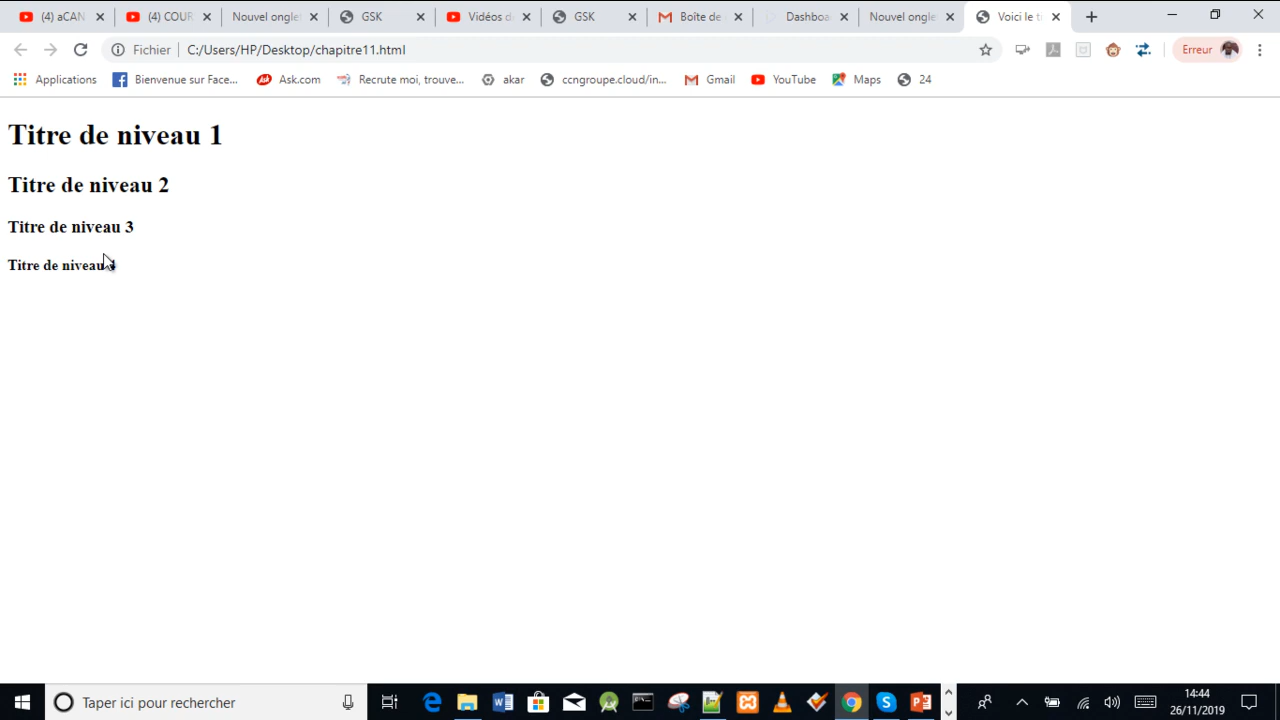 (4) aCAN
(4) COUR
Nouvel ongle
GSK
Vidéos d
GSK
Boîte de
Dashboa
Nouvel ongle
Voici le t
Fichier
C:/Users/HP/Desktop/chapitre11.html
Erreur
Applications
Bienvenue sur Face...
Ask
Ask.com
Recrute moi, trouve...
akar
ccngroupe.cloud/in...
Gmail
YouTube
Maps
24
Titre de niveau 1
Titre de niveau 2
Titre de niveau 3
Titre de niveau
Taper ici pour rechercher
14:44
26/11/2019